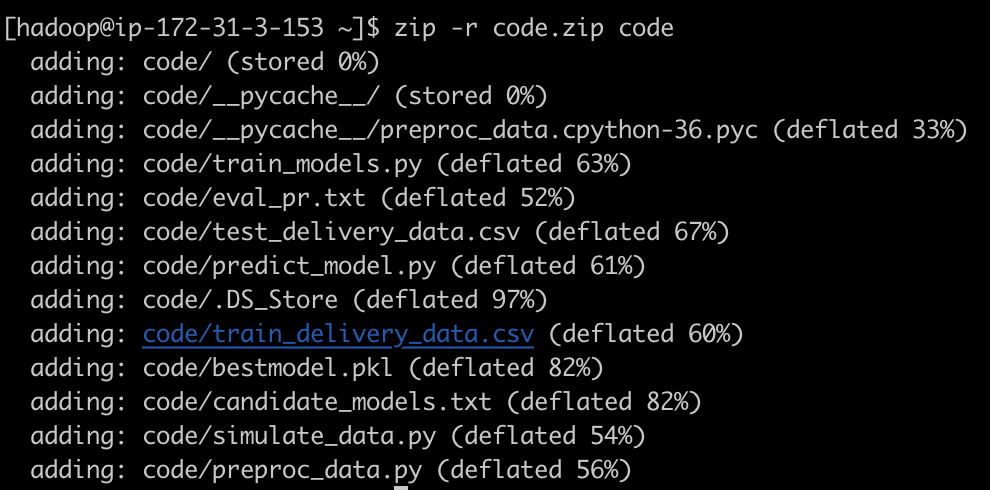 [hadoop@ip-172-31-3-153 ~]$ zip -r code.zip code
  adding: code/ (stored 0%)
  adding: code/__pycache__/ (stored 0%)
  adding: code/__pycache__/preproc_data.cpython-36.pyc (deflated 33%)
  adding: code/train_models.py (deflated 63%)
  adding: code/eval_pr.txt (deflated 52%)
  adding: code/test_delivery_data.csv (deflated 67%)
  adding: code/predict_model.py (deflated 61%)
  adding: code/.DS_Store (deflated 97%)
  adding: code/train_delivery_data.csv (deflated 60%)
  adding: code/bestmodel.pkl (deflated 82%)
  adding: code/candidate_models.txt (deflated 82%)
  adding: code/simulate_data.py (deflated 54%)
  adding: code/preproc_data.py (deflated 56%)